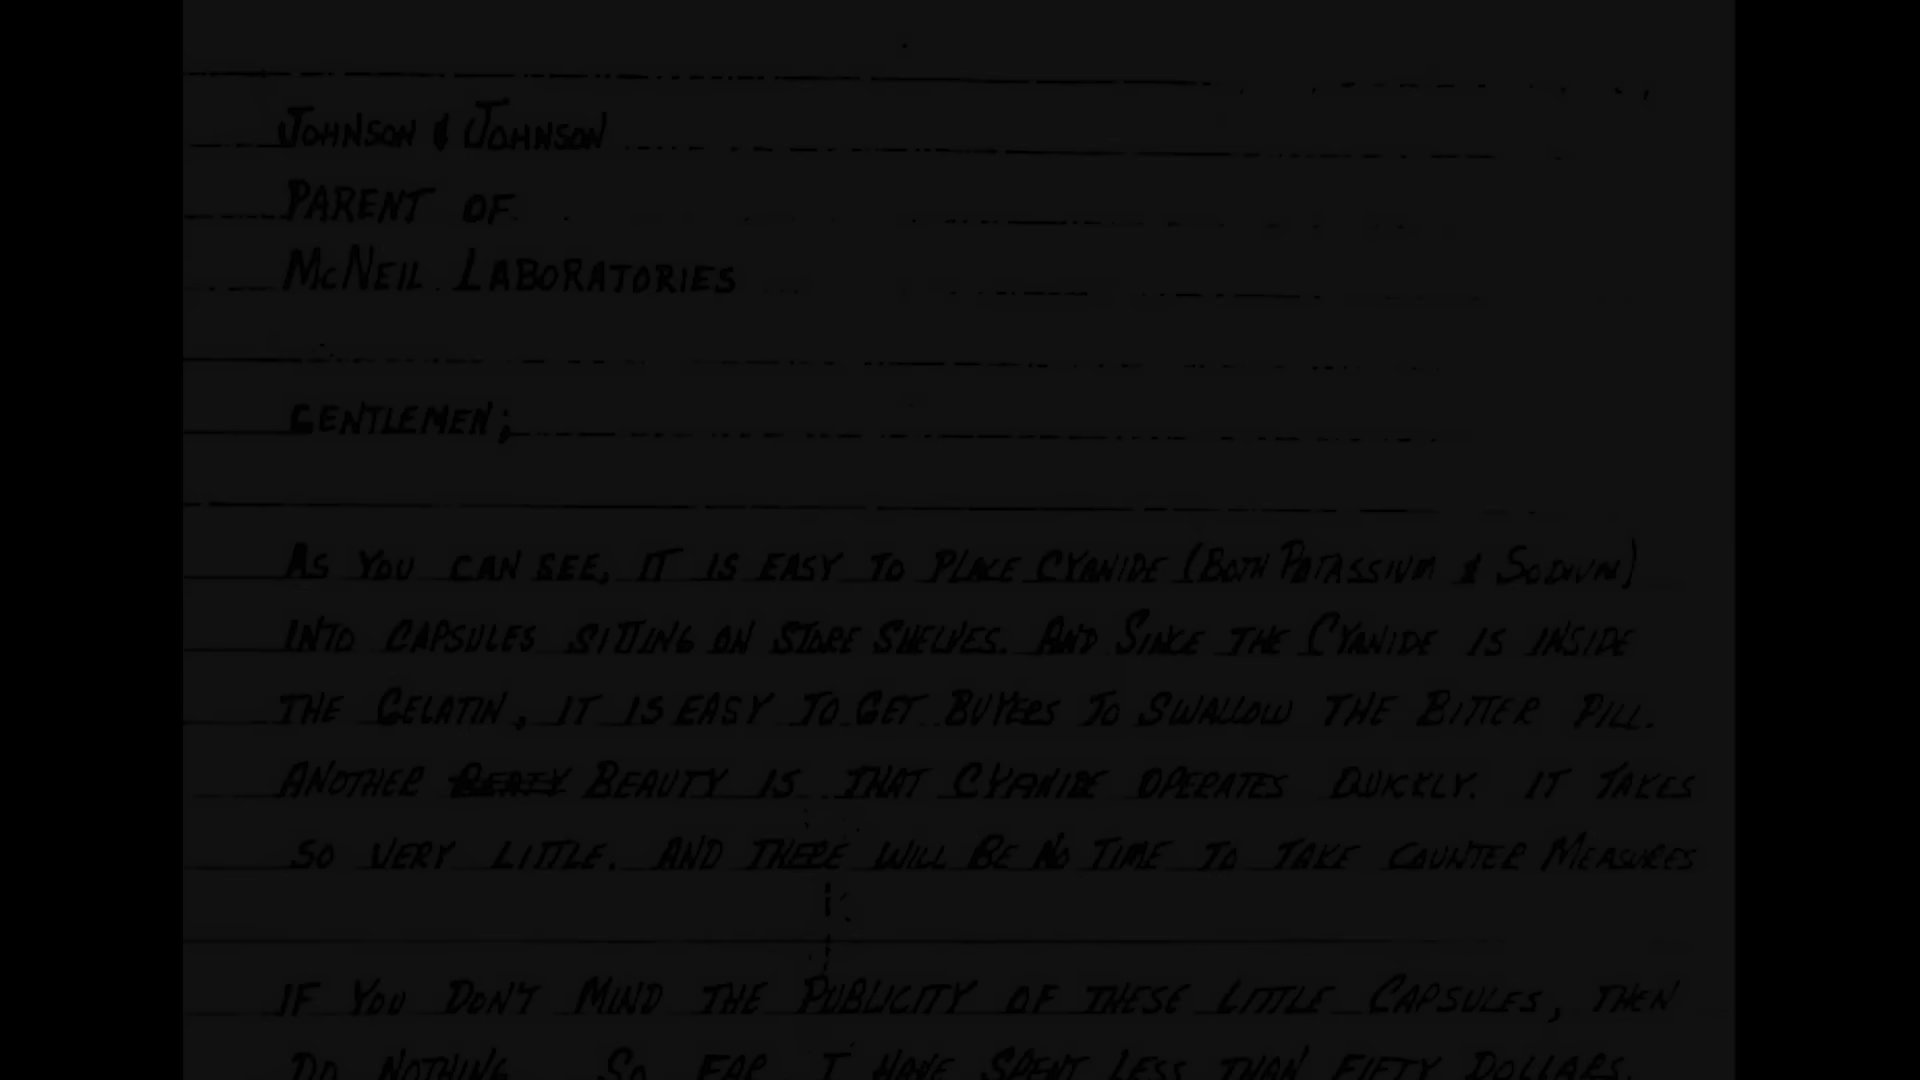 Johnson & Johnson
Parent of
McNeil Laboratories
Gentlemen;
As you can see, it is easy to place cyanide (Both Potassium & Sodium)
into capsules sitting on store shelves. And Since the Cyanide is inside
the Gelatin, it is easy to get buyers to swallow the Bitter pill.
Another Beauty is that Cyanide operates quickly. It takes
so very little. And there will be no time to take counter measures
If you don't mind the publicity of these little capsules, then
do nothing. So far I have spent less than fifty dollars.